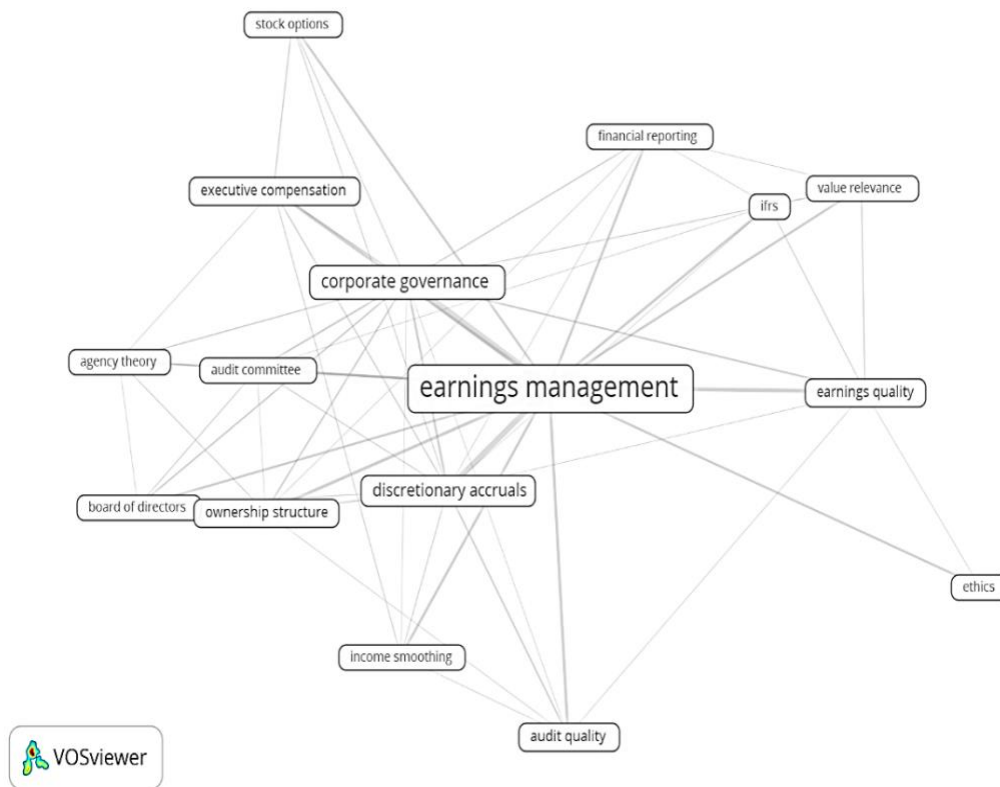 stock options
financial reporting
executive compensation
value relevance
ifrs
corporate governance
agency theory
audit committee
earnings management
earnings quality
discretionary accruals
board of directors
ownership structure
ethics
income smoothing
audit quality
VOSviewer